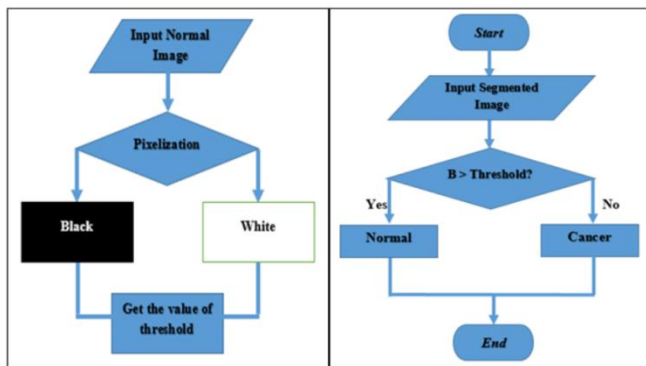 Input Normal
Image
Pixelization
Black
White
Get the value of
threshold
Start
Input Segmented
Image
B > Threshold?
Yes
No
Normal
Cancer
End